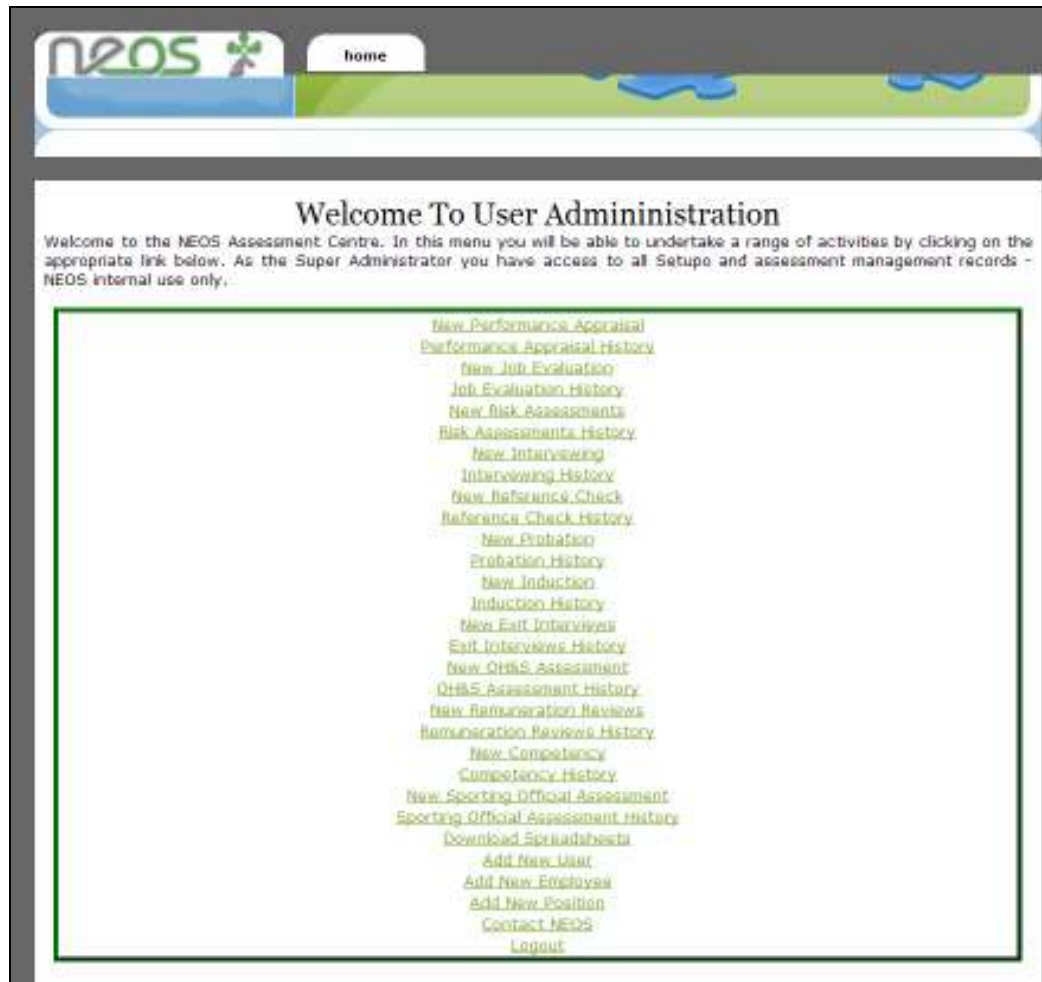 neos
home
Welcome To User Admininistration
Welcome to the NEOS Assessment Centre. In this menu you will be able to undertake a range of activities by clicking on the
appropriate link below. As the Super Administrator you have access to all Setupo and assessment management records -
NEOS internal use only.
New Performance Appraisal
Performance Appraisal History
New Job Evaluation
Job Evaluation History
New Risk Assessments
Risk Assessments History
New Intervewing
Intervewing History
New Reference Check
Reference Check History
New Probation
Probation History
New Induction
Induction History
New Exit Interviews
Exit Interviews History
New OH&S Assessment
OH&S Assessment History
New Remuneration Reviews
Remuneration Reviews History
New Competency
Competency History
New Sporting Official Assessment
Sporting Official Assessment History
Download Spreadsheets
Add New User
Add New Employee
Add New Position
Contact NEOS
Logout